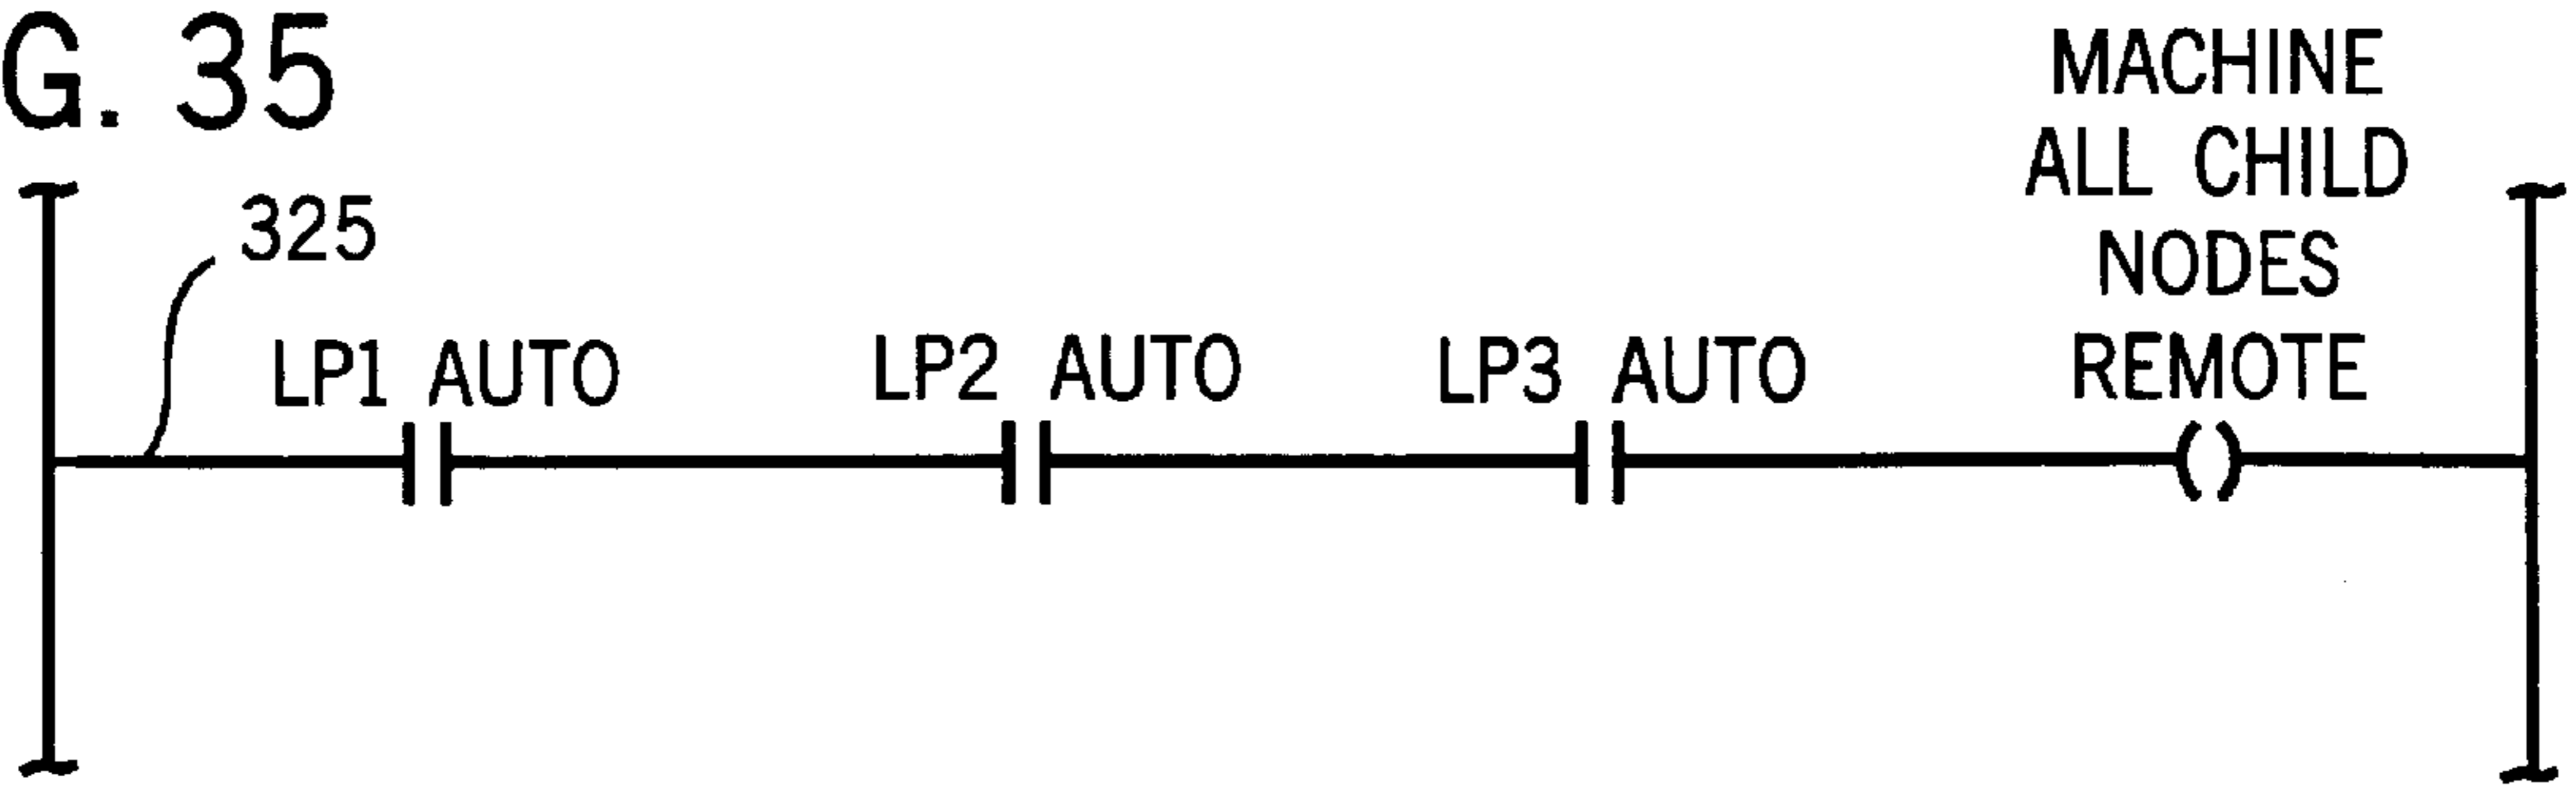 G. 35
MACHINE
ALL CHILD
NODES
REMOTE
325
LP1 AUTO
LP2 AUTO
LP3 AUTO